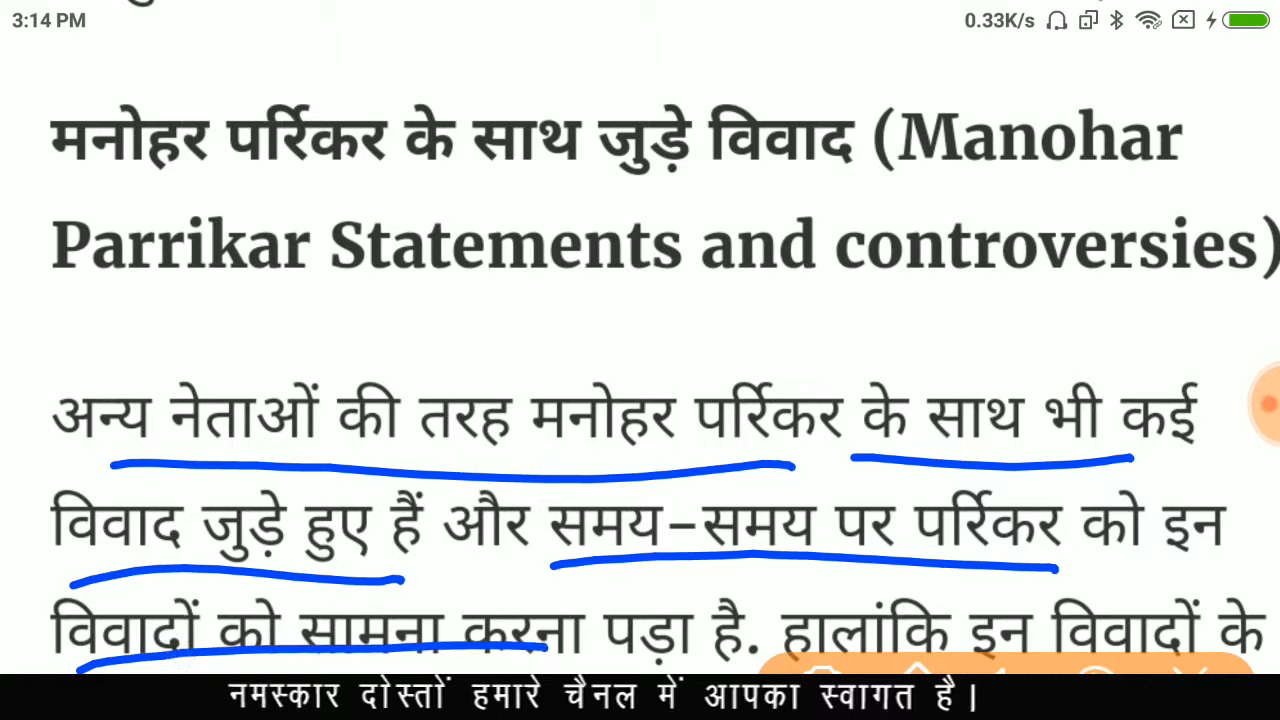 3:14 PM 0.33K/s
मनोहर पर्रिकर के साथ जुड़े विवाद (Manohar
Parrikar Statements and controversies)
अन्य नेताओं की तरह मनोहर पर्रिकर के साथ भी कई
विवाद जुड़े हुए हैं और समय-समय पर पर्रिकर को इन
विवादों को सामना करना पड़ा है. हालांकि इन विवादों के
नमस्कार दोस्तों हमारे चैनल में आपका स्वागत है।